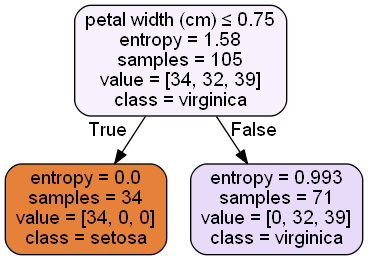 petal width (cm) ≤ 0.75
entropy = 1.58
samples = 105
value = [34, 32, 39]
class = virginica
True
False
entropy = 0.0
samples = 34
value = [34, 0, 0]
class = setosa
entropy = 0.993
samples = 71
value = [0, 32, 39]
class = virginica